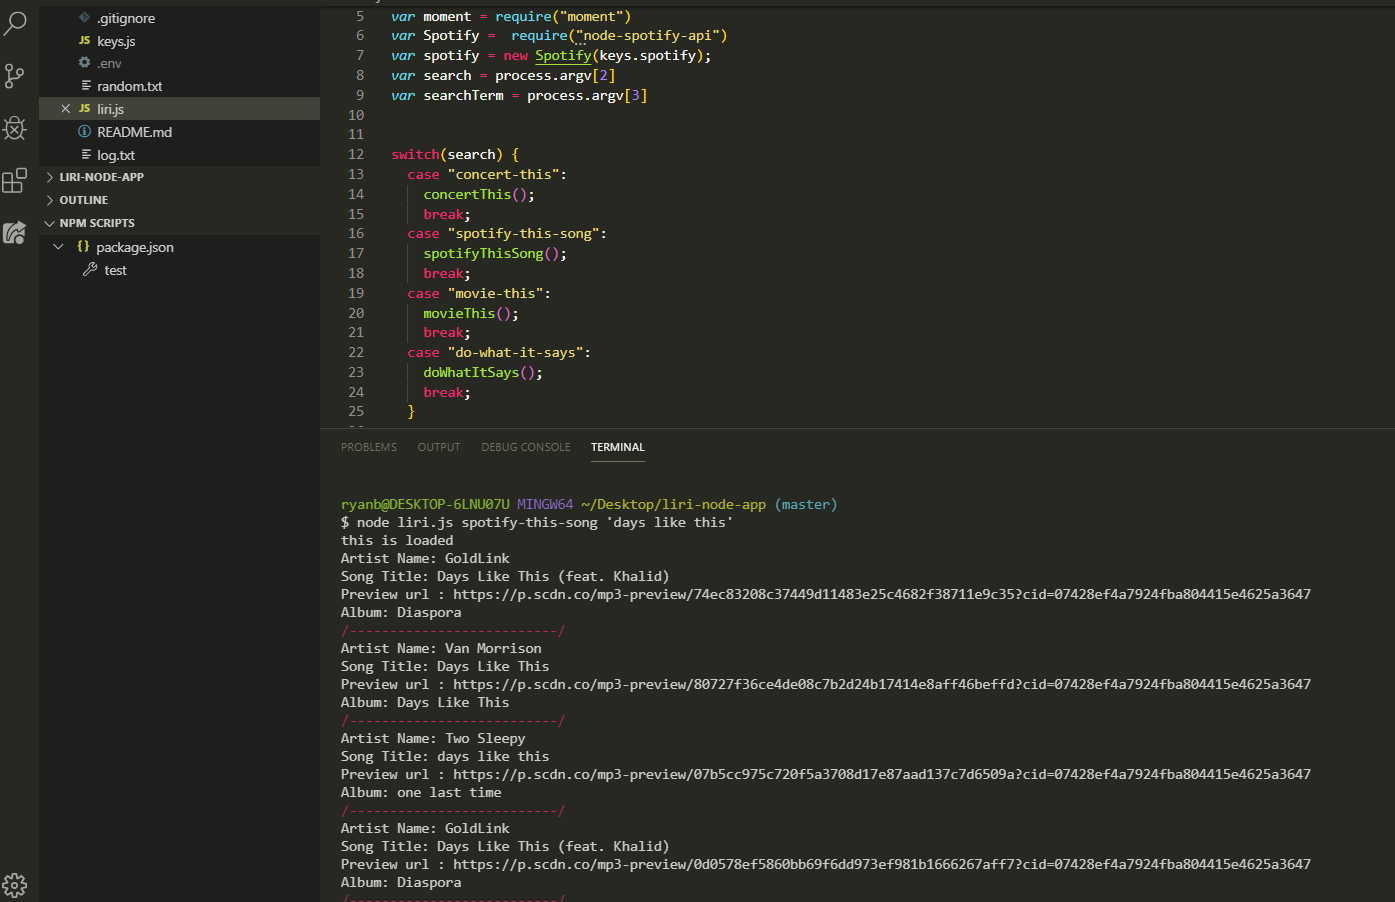 .gitignore
JS keys.js
.env
random.txt
JS liri.js
README.md
log.txt
LIRI-NODE-APP
OUTLINE
NPM SCRIPTS
{} package.json
test
5 var moment = require("moment")
6 var Spotify =  require("node-spotify-api")
7 var spotify = new Spotify(keys.spotify);
8 var search = process.argv[2]
9 var searchTerm = process.argv[3]
10
11
12 switch(search) {
13   case "concert-this":
14     concertThis();
15     break;
16   case "spotify-this-song":
17     spotifyThisSong();
18     break;
19   case "movie-this":
20     movieThis();
21     break;
22   case "do-what-it-says":
23     doWhatItSays();
24     break;
25   }
PROBLEMS OUTPUT DEBUG CONSOLE TERMINAL
ryanb@DESKTOP-6LNU07U MINGW64 ~/Desktop/liri-node-app (master)
$ node liri.js spotify-this-song 'days like this'
this is loaded
Artist Name: GoldLink
Song Title: Days Like This (feat. Khalid)
Preview url : https://p.scdn.co/mp3-preview/74ec83208c37449d11483e25c4682f38711e9c35?cid=07428ef4a7924fba804415e4625a3647
Album: Diaspora
/--------------------------/
Artist Name: Van Morrison
Song Title: Days Like This
Preview url : https://p.scdn.co/mp3-preview/80727f36ce4de08c7b2d24b17414e8aff46beffd?cid=07428ef4a7924fba804415e4625a3647
Album: Days Like This
/--------------------------/
Artist Name: Two Sleepy
Song Title: days like this
Preview url : https://p.scdn.co/mp3-preview/07b5cc975c720f5a3708d17e87aad137c7d6509a?cid=07428ef4a7924fba804415e4625a3647
Album: one last time
/--------------------------/
Artist Name: GoldLink
Song Title: Days Like This (feat. Khalid)
Preview url : https://p.scdn.co/mp3-preview/0d0578ef5860bb69f6dd973ef981b1666267aff7?cid=07428ef4a7924fba804415e4625a3647
Album: Diaspora
/--------------------------/